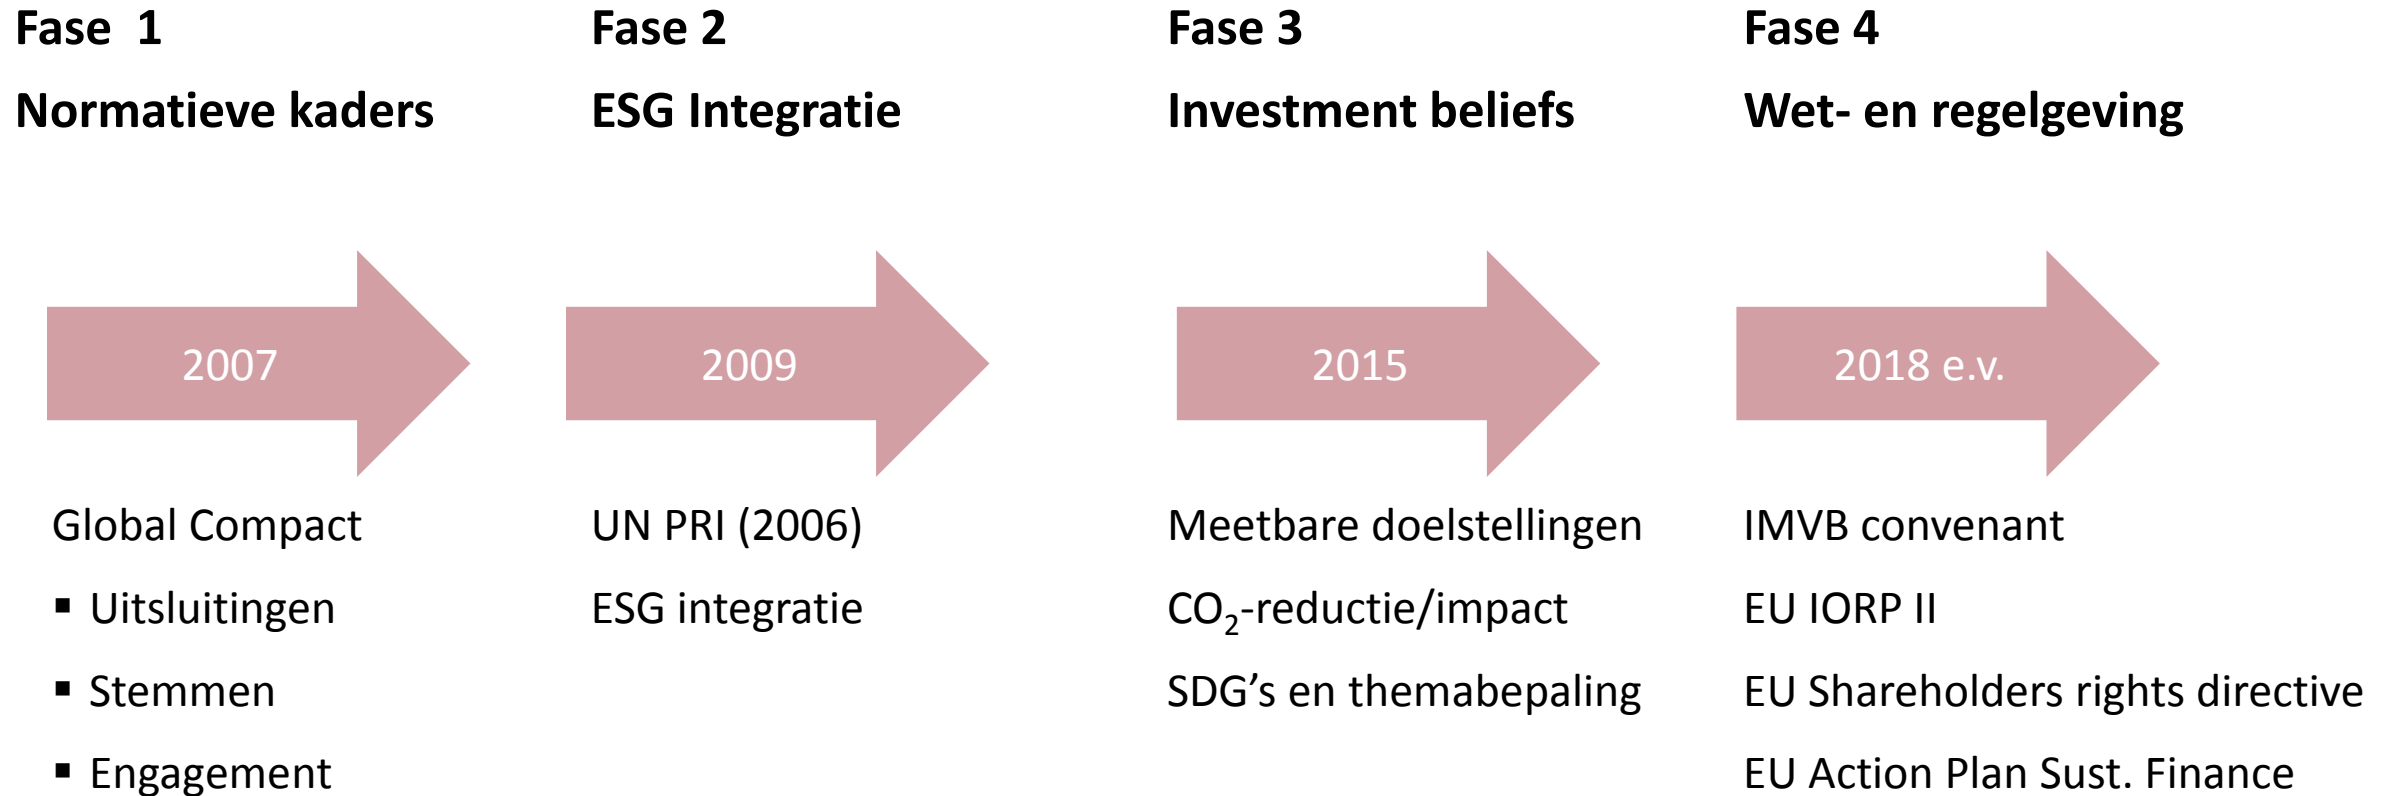 Fase 1
Normatieve kaders
2007
Global Compact
▪ Uitsluitingen
▪ Stemmen
▪ Engagement
Fase 2
ESG Integratie
2009
UN PRI (2006)
ESG integratie
Fase 3
Investment beliefs
2015
Meetbare doelstellingen
CO₂-reductie/impact
SDG’s en themabepaling
Fase 4
Wet- en regelgeving
2018 e.v.
IMVB convenant
EU IORP II
EU Shareholders rights directive
EU Action Plan Sust. Finance